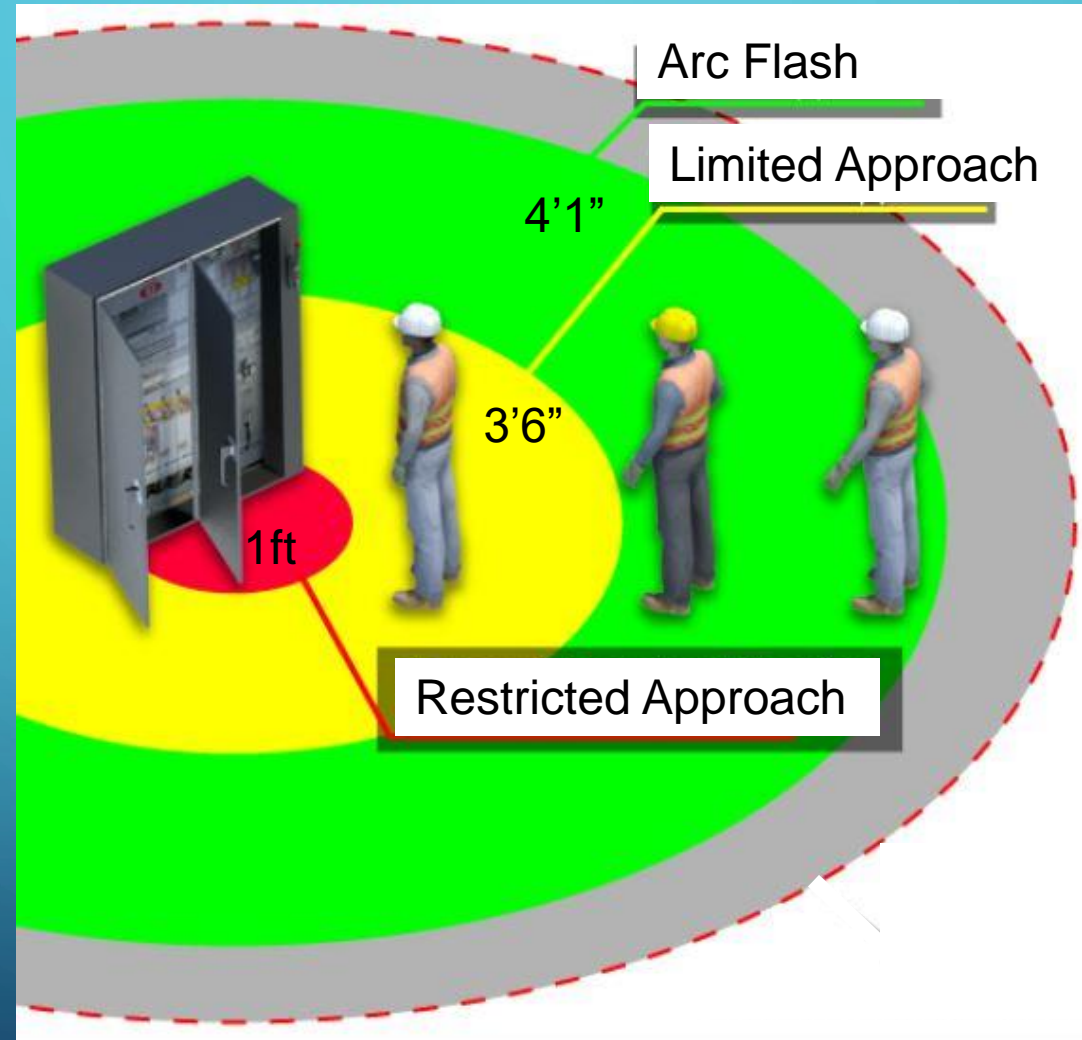 Arc Flash
Limited Approach
4’1”
3’6”
1ft
Restricted Approach